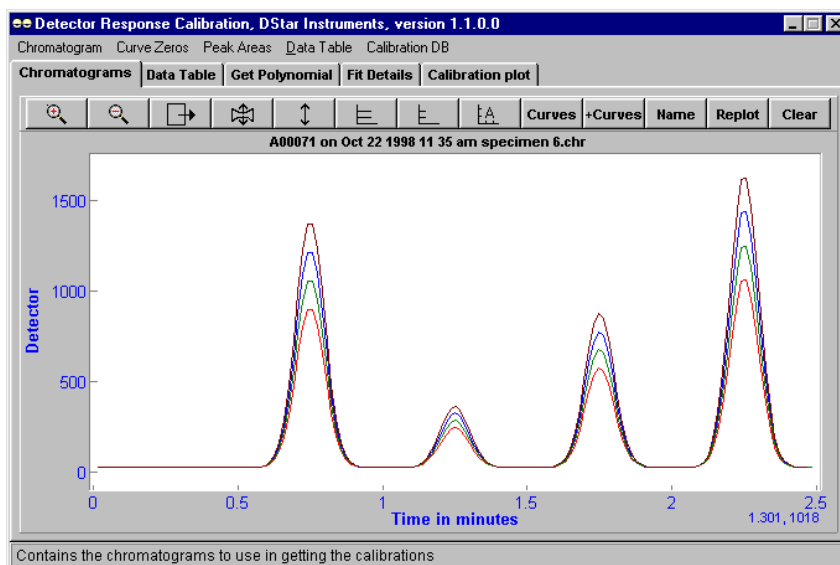 Detector Response Calibration, DStar Instruments, version 1.1.0.0
Chromatogram Curve Zeros Peak Areas Data Table Calibration DB
Chromatograms Data Table Get Polynomial Fit Details Calibration plot
A Curves +Curves Name Replot Clear
A00071 on Oct 22 1998 11 35 am specimen 6.chr
1500
1000
500
0
Detector
0 0.5 1 1.5 2 2.5
Time in minutes
1.301, 1018
Contains the chromatograms to use in getting the calibrations